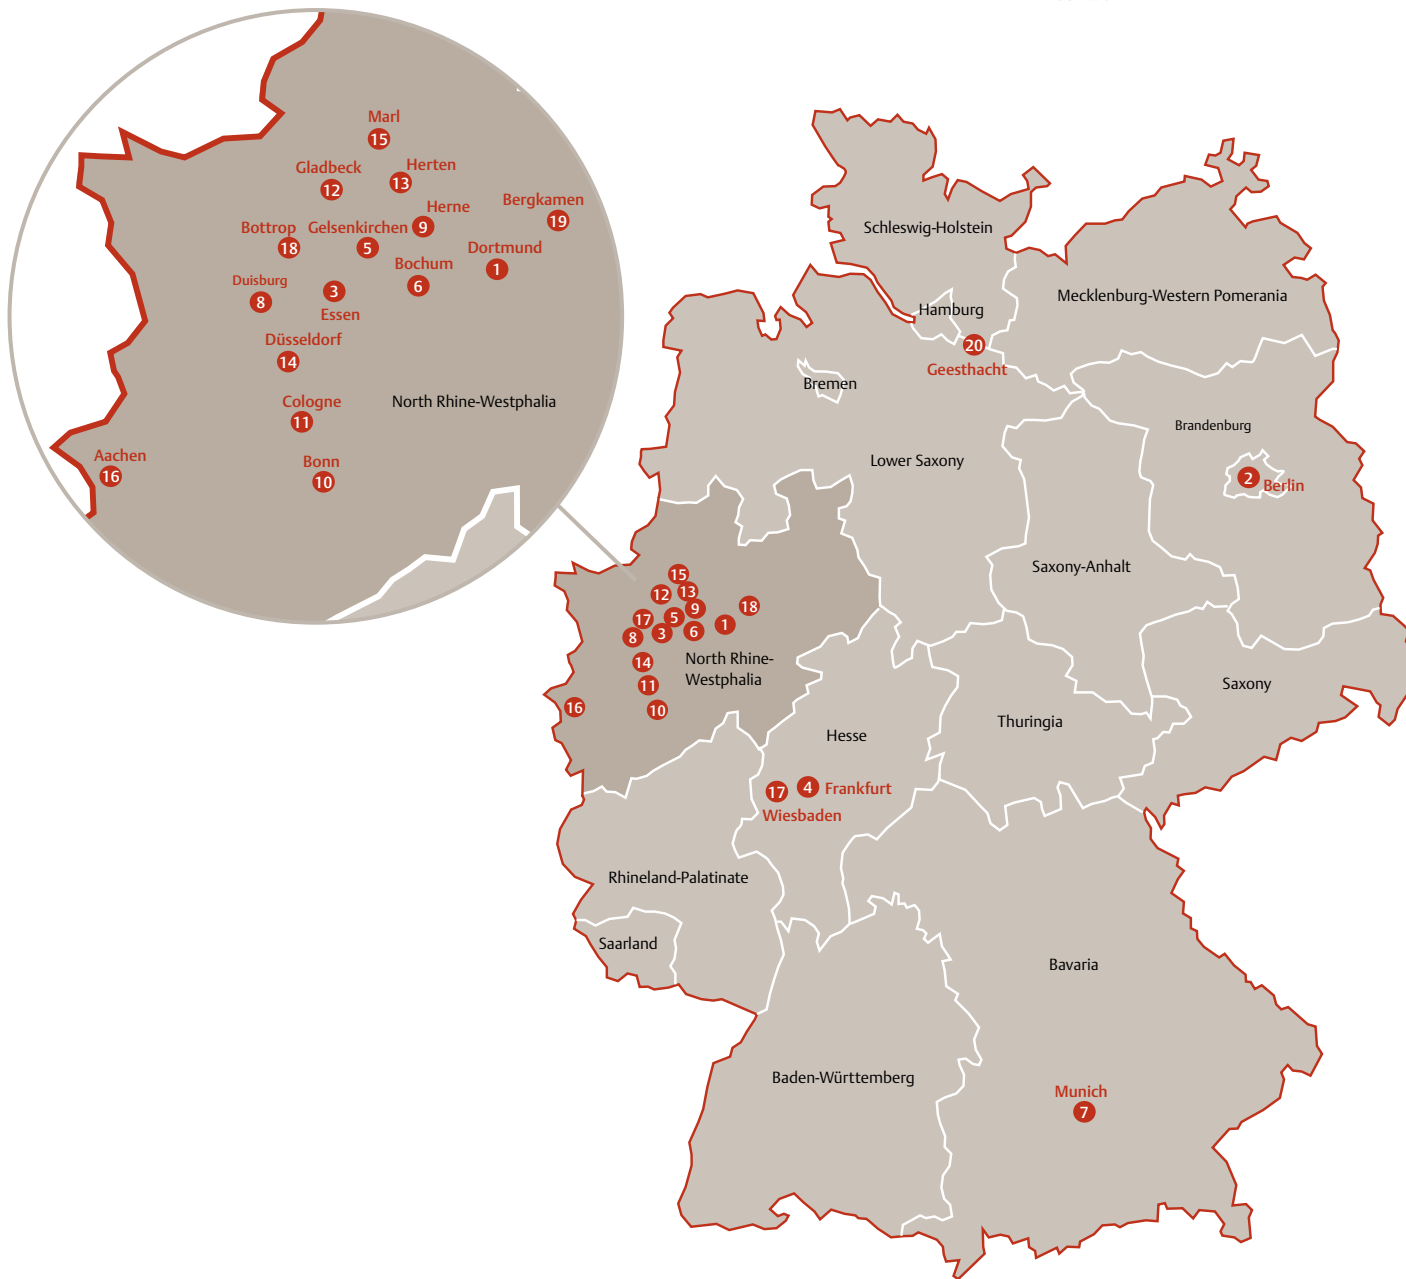 Marl
15
Gladbeck
12
Herten
13
Bergkamen
19
Herne
9
Bottrop
18
Gelsenkirchen
5
Dortmund
1
Bochum
6
Duisburg
8
3
Essen
Düsseldorf
14
Cologne
11
North Rhine-Westphalia
Aachen
16
Bonn
10
Schleswig-Holstein
Mecklenburg-Western Pomerania
Hamburg
20
Geesthacht
Bremen
Brandenburg
Lower Saxony
2
Berlin
Saxony-Anhalt
15
12
13
18
9
17
5
1
8
3
6
14
North Rhine-
Westphalia
11
16
10
Saxony
Thuringia
Hesse
17
4
Frankfurt
Wiesbaden
Rhineland-Palatinate
Saarland
Bavaria
Baden-Württemberg
Munich
7